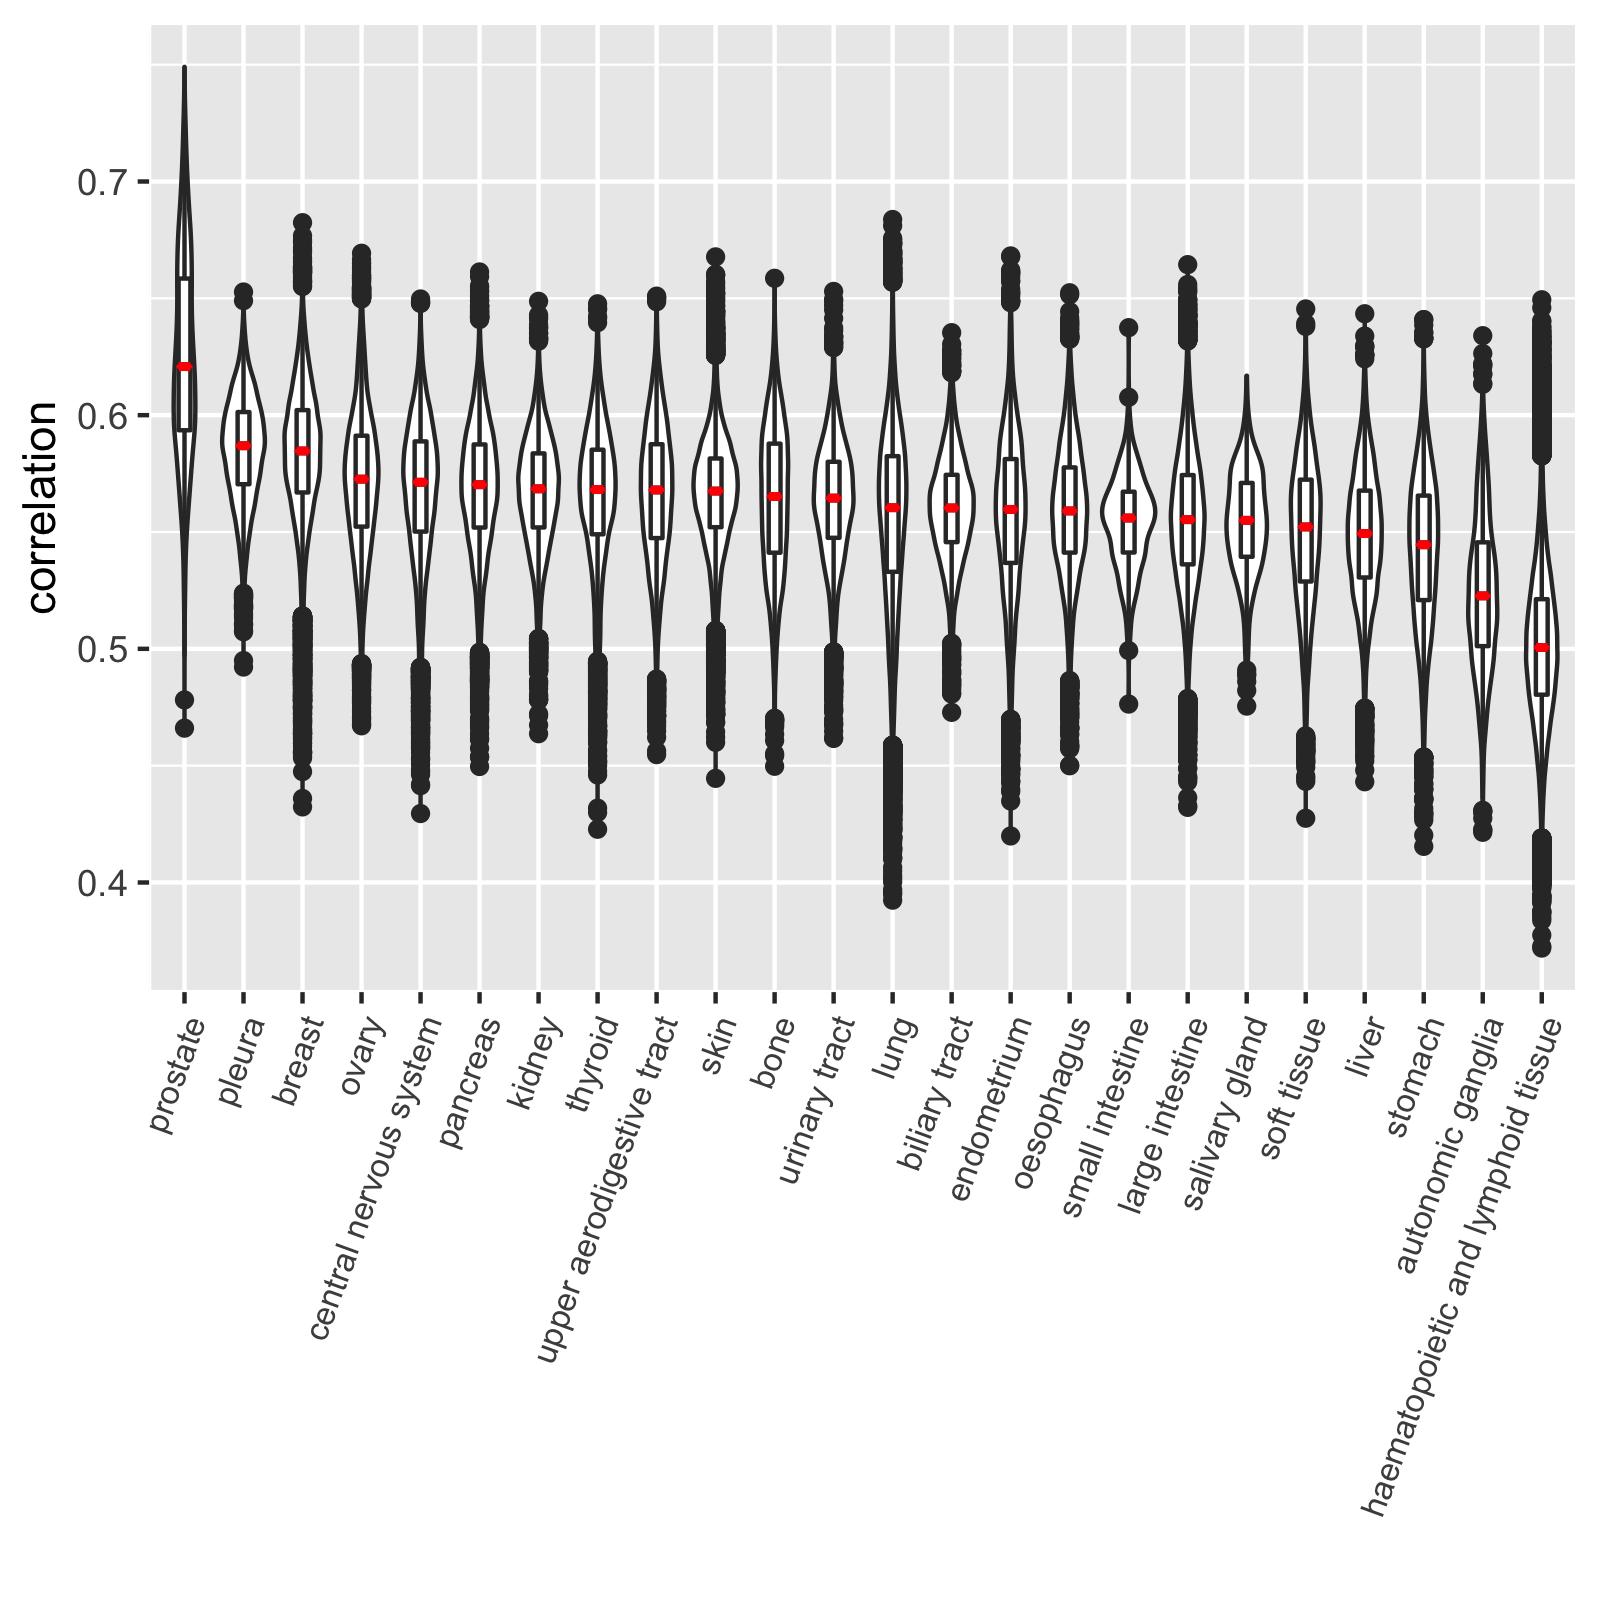 correlation
0.7
0.6
0.5
0.4
prostate
pleura
breast
ovary
central nervous system
pancreas
kidney
thyroid
upper aerodigestive tract
skin
bone
urinary tract
lung
biliary tract
endometrium
oesophagus
small intestine
large intestine
salivary gland
soft tissue
liver
stomach
autonomic ganglia
haematopoietic and lymphoid tissue